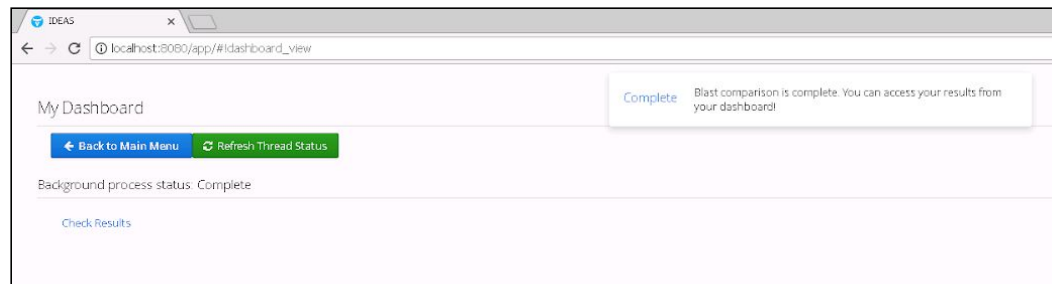 IDEAS
localhost:8080/app/#!dashboard_view
Complete
Blast comparison is complete. You can access your results from
your dashboard!
My Dashboard
Back to Main Menu
Refresh Thread Status
Background process status: Complete
Check Results